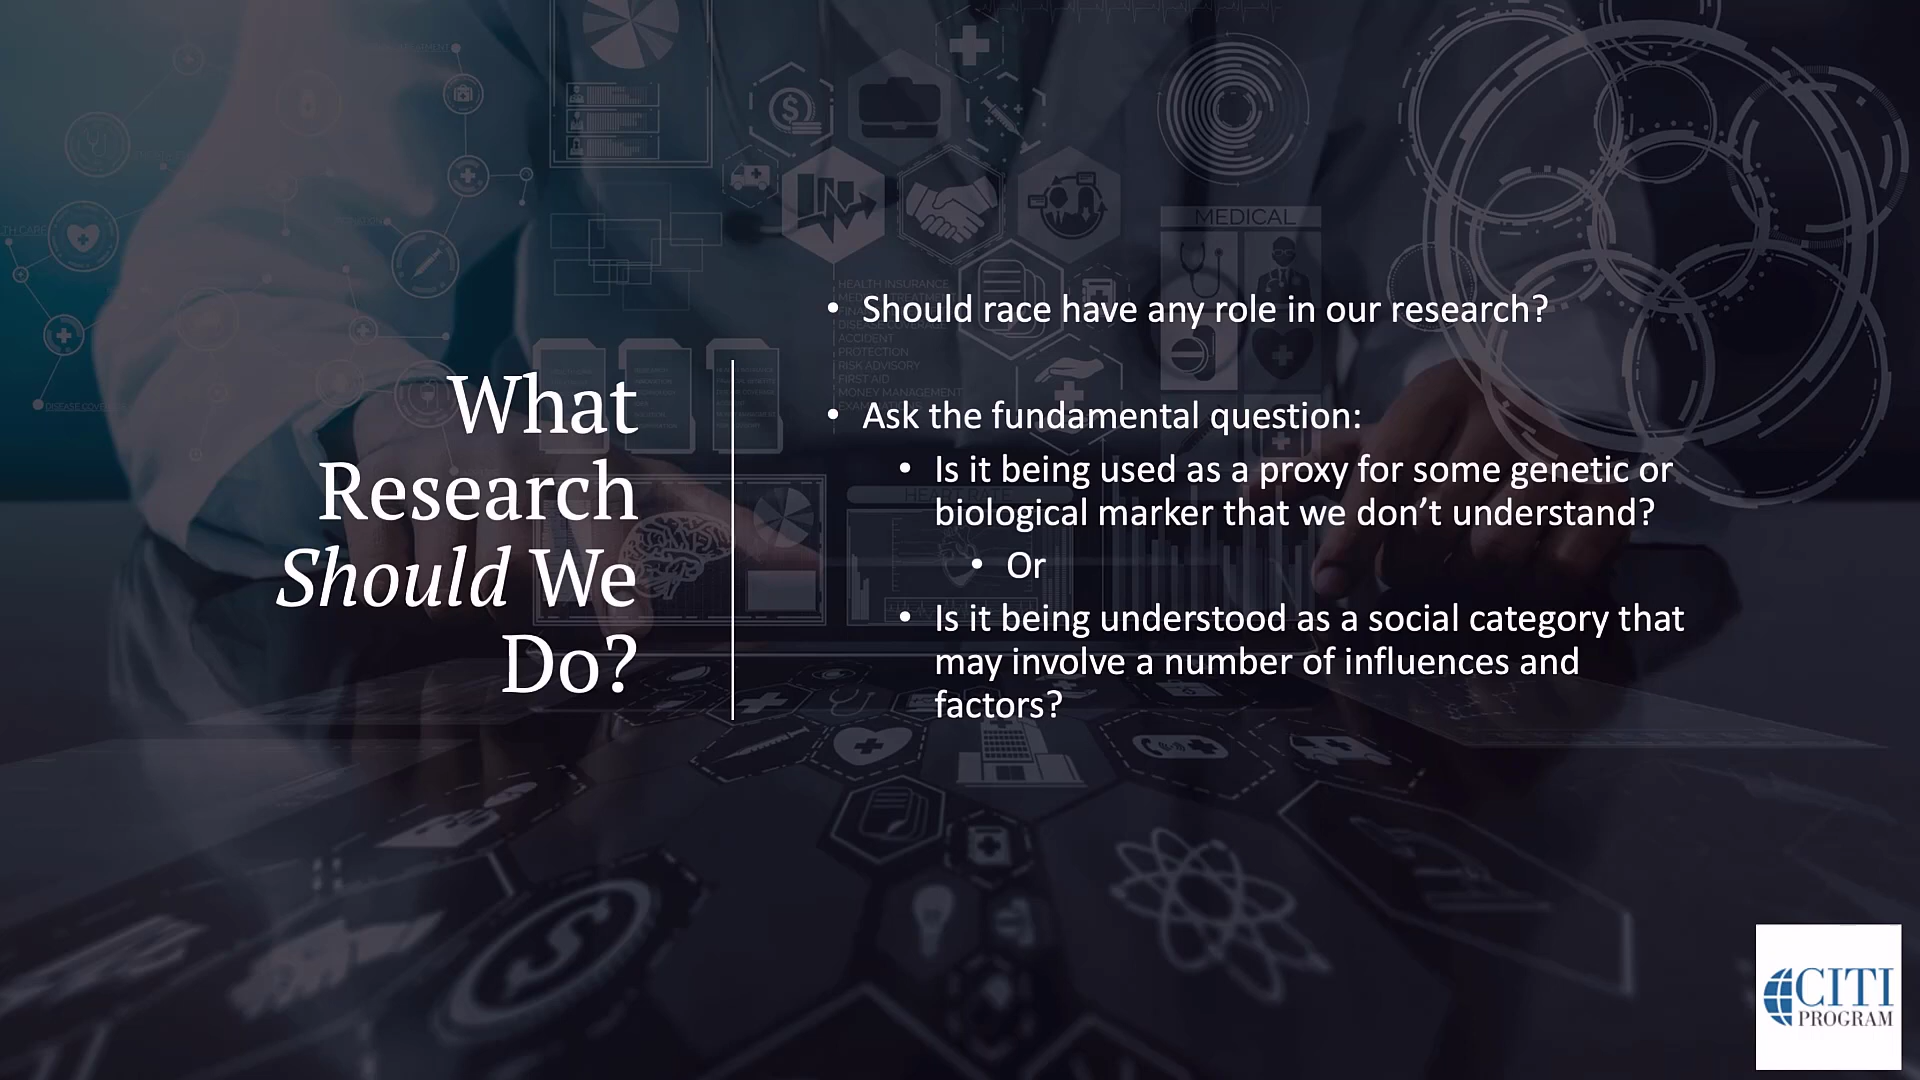 What
Research
Should We
Do?
• Should race have any role in our research?
• Ask the fundamental question:
• Is it being used as a proxy for some genetic or
biological marker that we don’t understand?
• Or
• Is it being understood as a social category that
may involve a number of influences and
factors?
MEDICAL
HEALTH INSURANCE
DISEASE COVERAGE
ACCIDENT
PROTECTION
RISK ADVISORY
FIRST AID
MONEY MANAGEMENT
CITI
PROGRAM